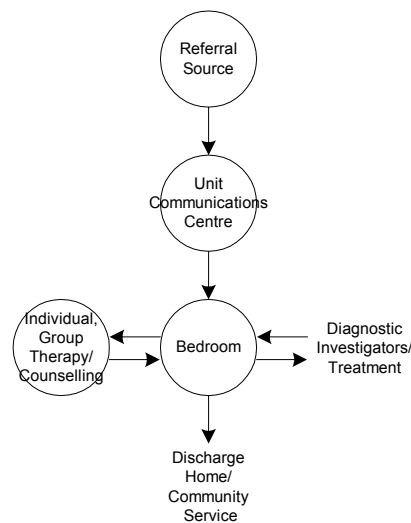 Referral
Source
Unit
Communications
Centre
Individual,
Group
Therapy/
Counselling
Bedroom
Diagnostic
Investigators/
Treatment
Discharge
Home/
Community
Service